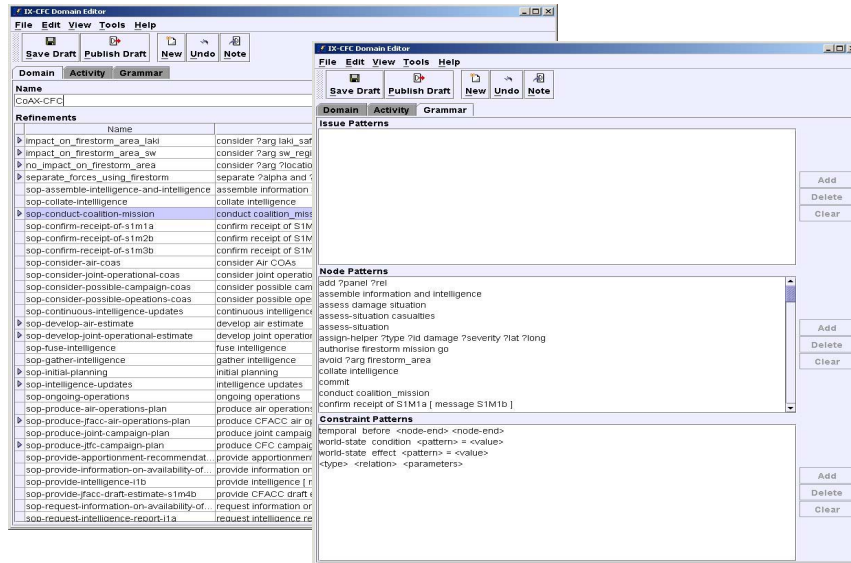 IX-CFC Domain Editor
File Edit View Tools Help
Save Draft Publish Draft New Undo Note
Domain Activity Grammar
Name
CoAX-CFC
Refinements
Name
impact_on_firestorm_area_laki consider ?arg laki_saf
impact_on_firestorm_area_sw consider ?arg sw_regi
no_impact_on_firestorm_area consider ?arg ?locatio
separate_forces_using_firestorm separate ?alpha and ?
sop-assemble-intelligence-and-intelligence assemble information
sop-collate-intelligence collate intelligence
sop-conduct-coalition-mission conduct coalition_miss
sop-confirm-receipt-of-s1m1a confirm receipt of S1M
sop-confirm-receipt-of-s1m2b confirm receipt of S1M
sop-confirm-receipt-of-s1m3b confirm receipt of S1M
sop-consider-air-coas consider Air COAs
sop-consider-joint-operational-coas consider joint operatio
sop-consider-possible-campaign-coas consider possible cam
sop-consider-possible-opeations-coas consider possible ope
sop-continuous-intelligence-updates continuous intelligence
sop-develop-air-estimate develop air estimate
sop-develop-joint-operational-estimate develop joint operation
sop-fuse-intelligence fuse intelligence
sop-gather-intelligence gather intelligence
sop-initial-planning initial planning
sop-intelligence-updates intelligence updates
sop-ongoing-operations ongoing operations
sop-produce-air-operations-plan produce air operations
sop-produce-jfacc-air-operations-plan produce CFACC air op
sop-produce-joint-campaign-plan produce joint campaig
sop-produce-jtfc-campaign-plan produce CFC campaig
sop-provide-apportionment-recommendat... provide apportionment
sop-provide-information-on-availability-of... provide information on
sop-provide-intelligence-i1b provide intelligence [ r
sop-provide-jfacc-draft-estimate-s1m4b provide CFACC draft e
sop-request-information-on-availability-of... request information or
sop-request-intelligence-report-i1a request intelligence re
IX-CFC Domain Editor
File Edit View Tools Help
Save Draft Publish Draft New Undo Note
Domain Activity Grammar
Issue Patterns
Add
Delete
Clear
Node Patterns
add ?panel ?rel
assemble information and intelligence
assess damage situation
assess-situation casualties
assess-situation
assign-helper ?type ?id damage ?severity ?lat ?long
authorise firestorm mission go
avoid ?arg firestorm_area
collate intelligence
commit
conduct coalition_mission
confirm receipt of S1M1a [ message S1M1b ]
Add
Delete
Clear
Constraint Patterns
temporal before <node-end> <node-end>
world-state condition <pattern> = <value>
world-state effect <pattern> = <value>
<type> <relation> <parameters>
Add
Delete
Clear